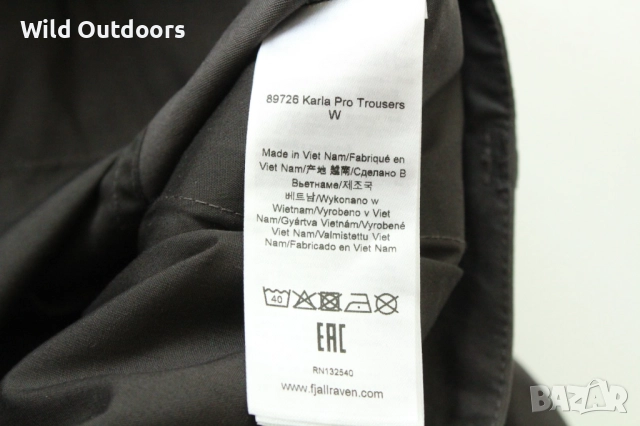 Wild Outdoors
89726 Karla Pro Trousers
W
Made in Viet Nam/Fabriqué en
Viet Nam/产地 越南/Сделано В
Вьетнаме/제조국
베트남/Wykonano w
Wietnam/Vyrobeno v Viet
Nam/Gyártva Vietnám/Vyrobené
Viet Nam/Valmistettu Viet
Nam/Fabricado en Viet Nam
40
EAC
RN132540
www.fjallraven.com
BAZAR